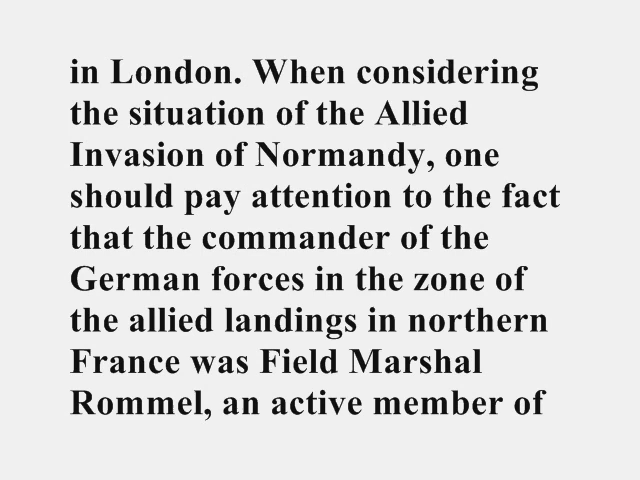 in London. When considering
the situation of the Allied
Invasion of Normandy, one
should pay attention to the fact
that the commander of the
German forces in the zone of
the allied landings in northern
France was Field Marshal
Rommel, an active member of